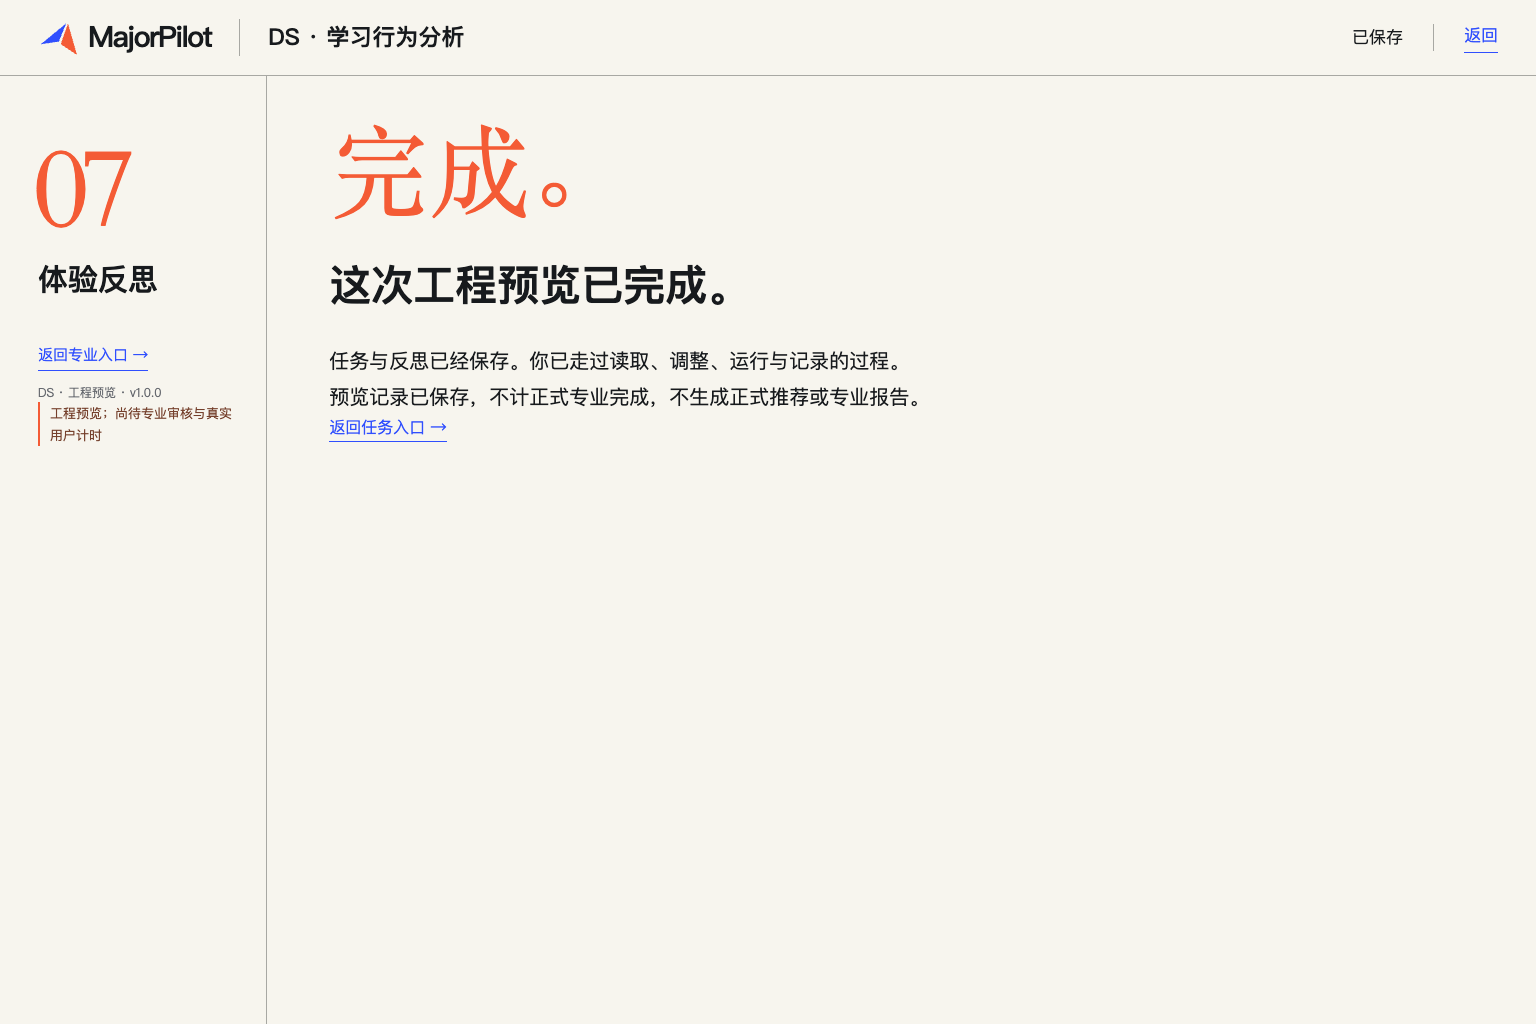 MajorPilot
DS · 学习行为分析
已保存
返回
07
体验反思
返回专业入口 →
DS · 工程预览 · v1.0.0
工程预览；尚待专业审核与真实
用户计时
完成。
这次工程预览已完成。
任务与反思已经保存。你已走过读取、调整、运行与记录的过程。
预览记录已保存，不计正式专业完成，不生成正式推荐或专业报告。
返回任务入口 →